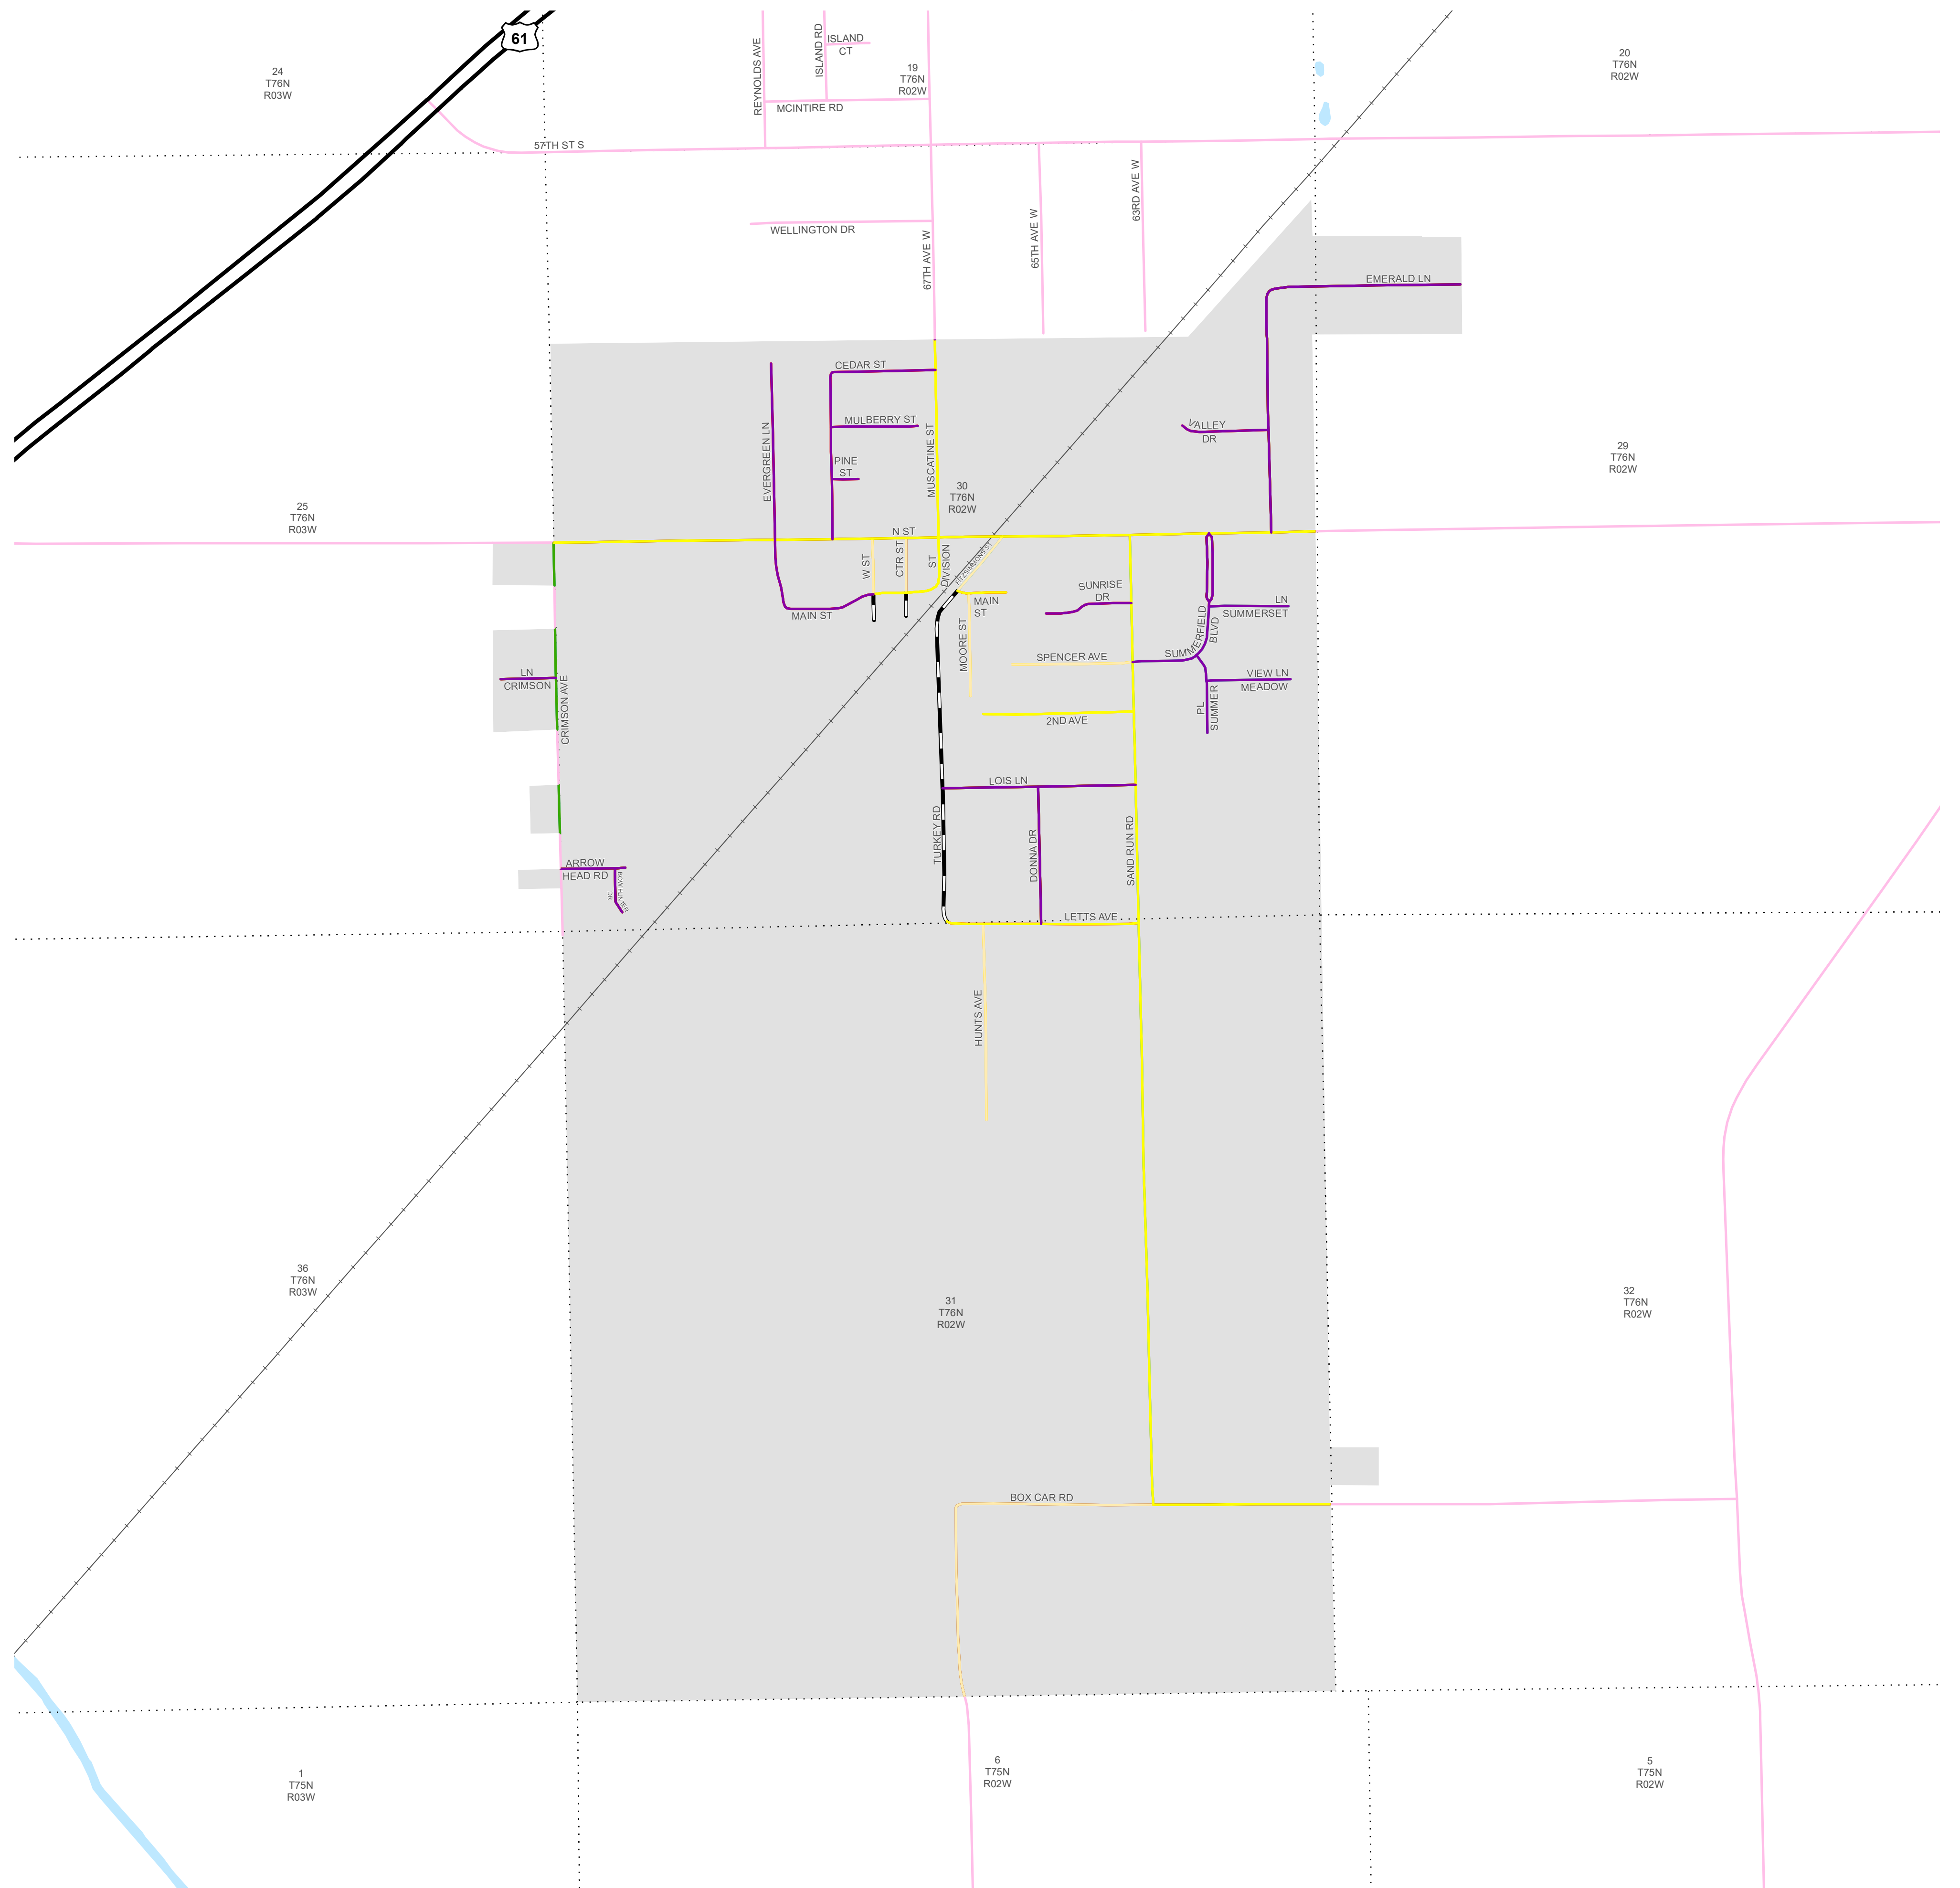 61
24
T76N
R03W
REYNOLDS AVE
ISLAND RD
ISLAND
CT
19
T76N
R02W
MCINTIRE RD
20
T76N
R02W
57TH ST S
WELLINGTON DR
67TH AVE W
65TH AVE W
63RD AVE W
EMERALD LN
CEDAR ST
MULBERRY ST
PINE
ST
EVERGREEN LN
MUSCATINE ST
VALLEY
DR
29
T76N
R02W
30
T76N
R02W
25
T76N
R03W
N ST
W ST
CTR ST
ST
DIVISION
FITZSIMMONS ST
MAIN ST
MAIN
ST
MOORE ST
SUNRISE
DR
LN
SUMMERSET
SUMMERFIELD
BLVD
SPENCER AVE
VIEW LN
MEADOW
PL
SUMMER
2ND AVE
LN
CRIMSON
CRIMSON AVE
LOIS LN
TURKEY RD
DONNA DR
SAND RUN RD
ARROW
HEAD RD
BOW HUNTER
DR
LETTS AVE
HUNTS AVE
36
T76N
R03W
31
T76N
R02W
32
T76N
R02W
BOX CAR RD
1
T75N
R03W
6
T75N
R02W
5
T75N
R02W